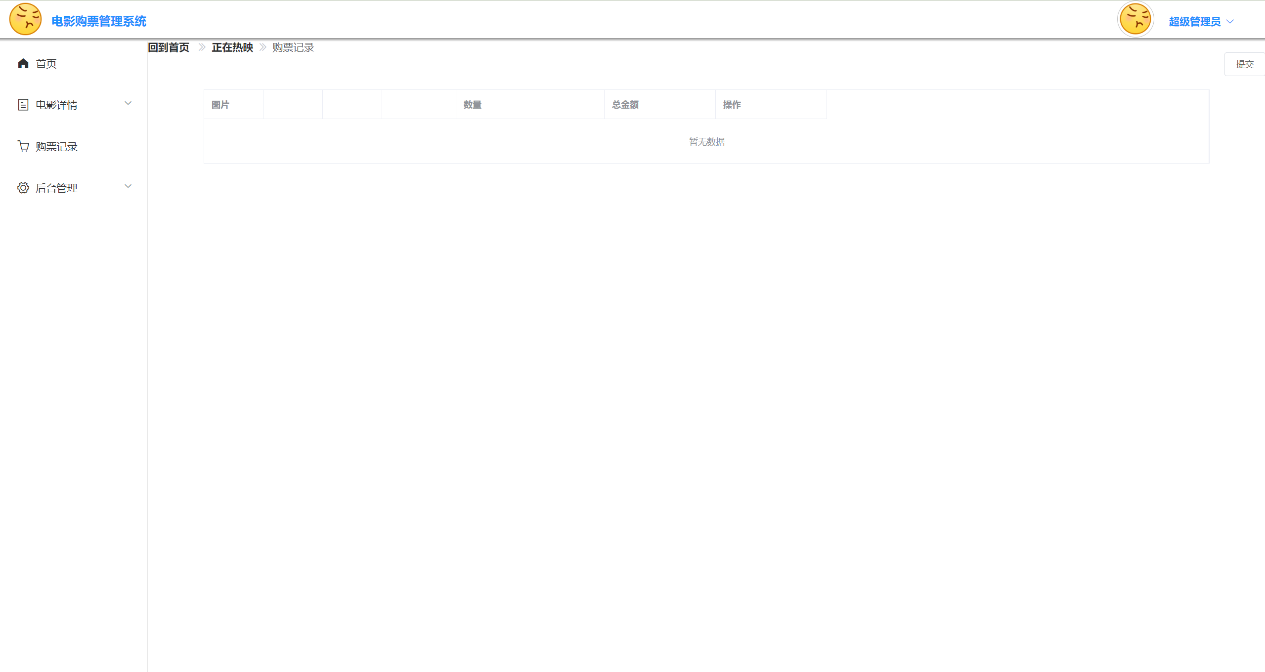 电影购票管理系统
超级管理员
回到首页 正在热映 购票记录
首页
提交
电影详情
图片 数量 总金额 操作
暂无数据
购票记录
后台管理